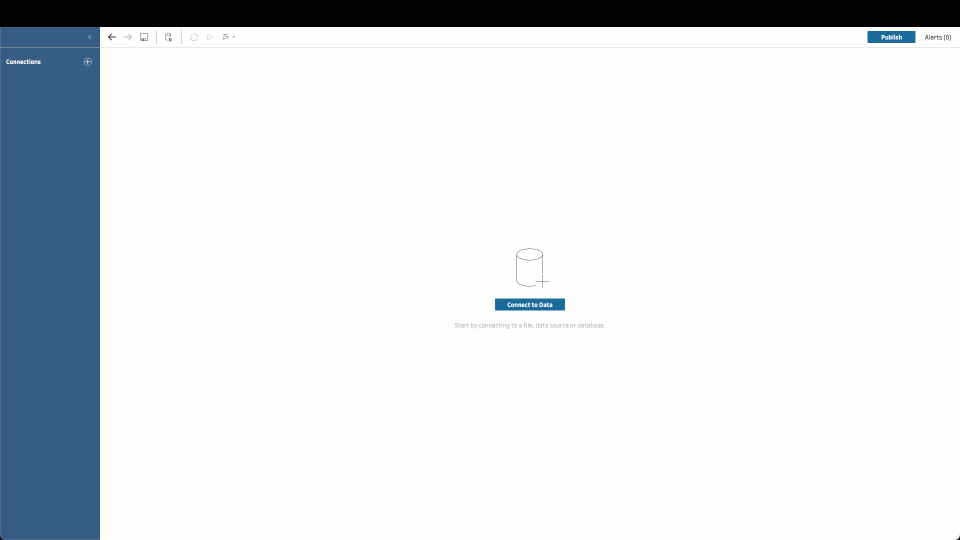 Publish
Alerts (0)
Connections
Connect to Data
Start by connecting to a file, data source or database.